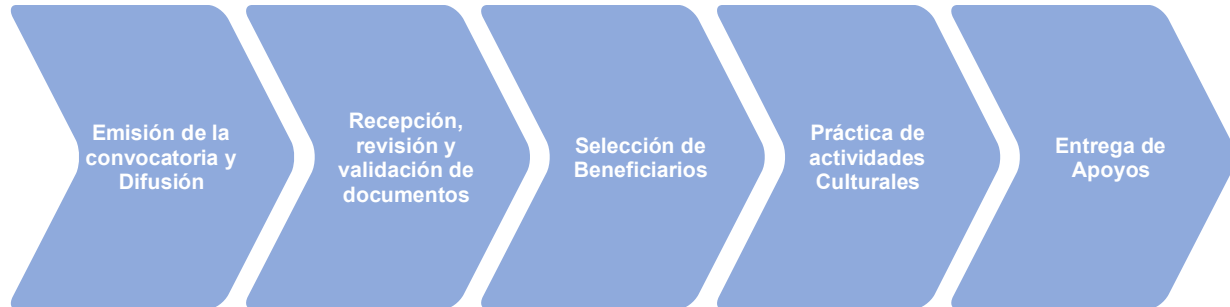 Emisión de la
convocatoria y
Difusión
Recepción,
revisión y
validación de
documentos
Selección de
Beneficiarios
Práctica de
actividades
Culturales
Entrega de
Apoyos